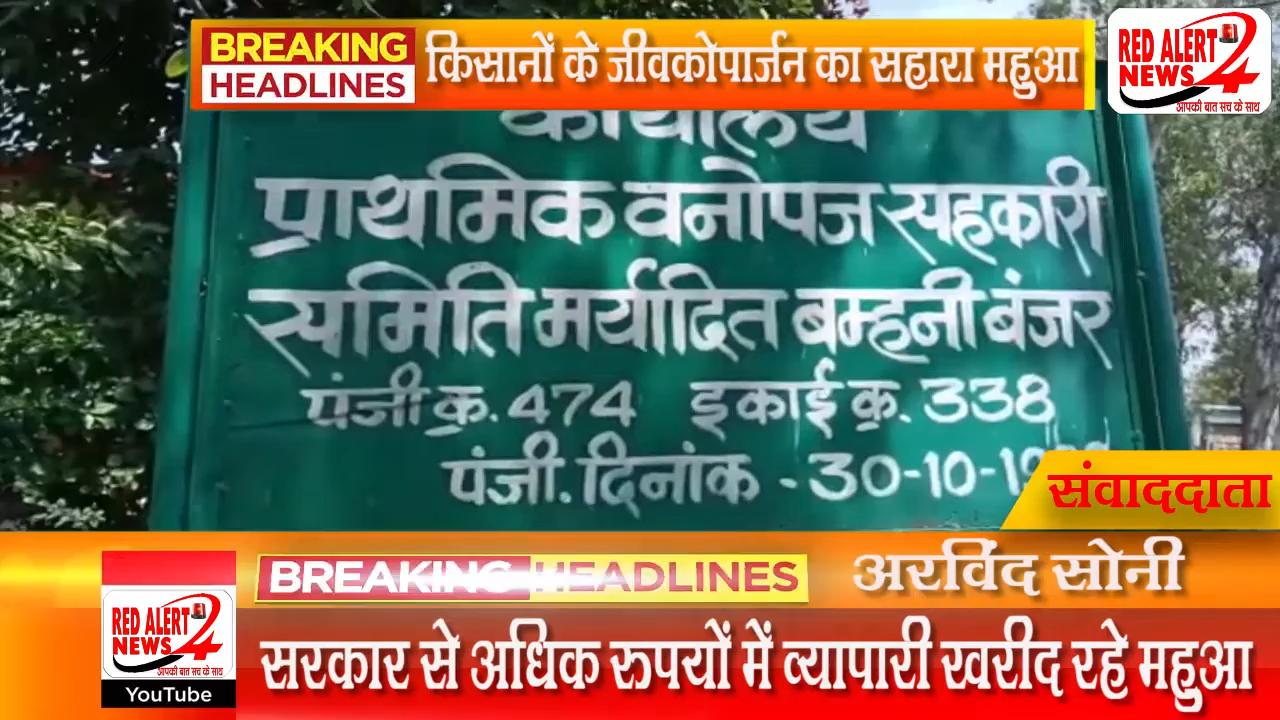 BREAKING
HEADLINES
किसानों के जीवकोपार्जन का सहारा महुआ
RED ALERT
NEWS 24
आपकी बात सच के साथ
कार्यालय
प्राथमिक वनोपज सहकारी
समिति मर्यादित बम्हनी बंजर
पंजी क्र. 474 इकाई क्र. 338
पंजी. दिनांक - 30-10-19
संवाददाता
BREAKING HEADLINES
अरविंद सोनी
RED ALERT
NEWS 24
आपकी बात सच के साथ
YouTube
सरकार से अधिक रुपयों में व्यापारी खरीद रहे महुआ